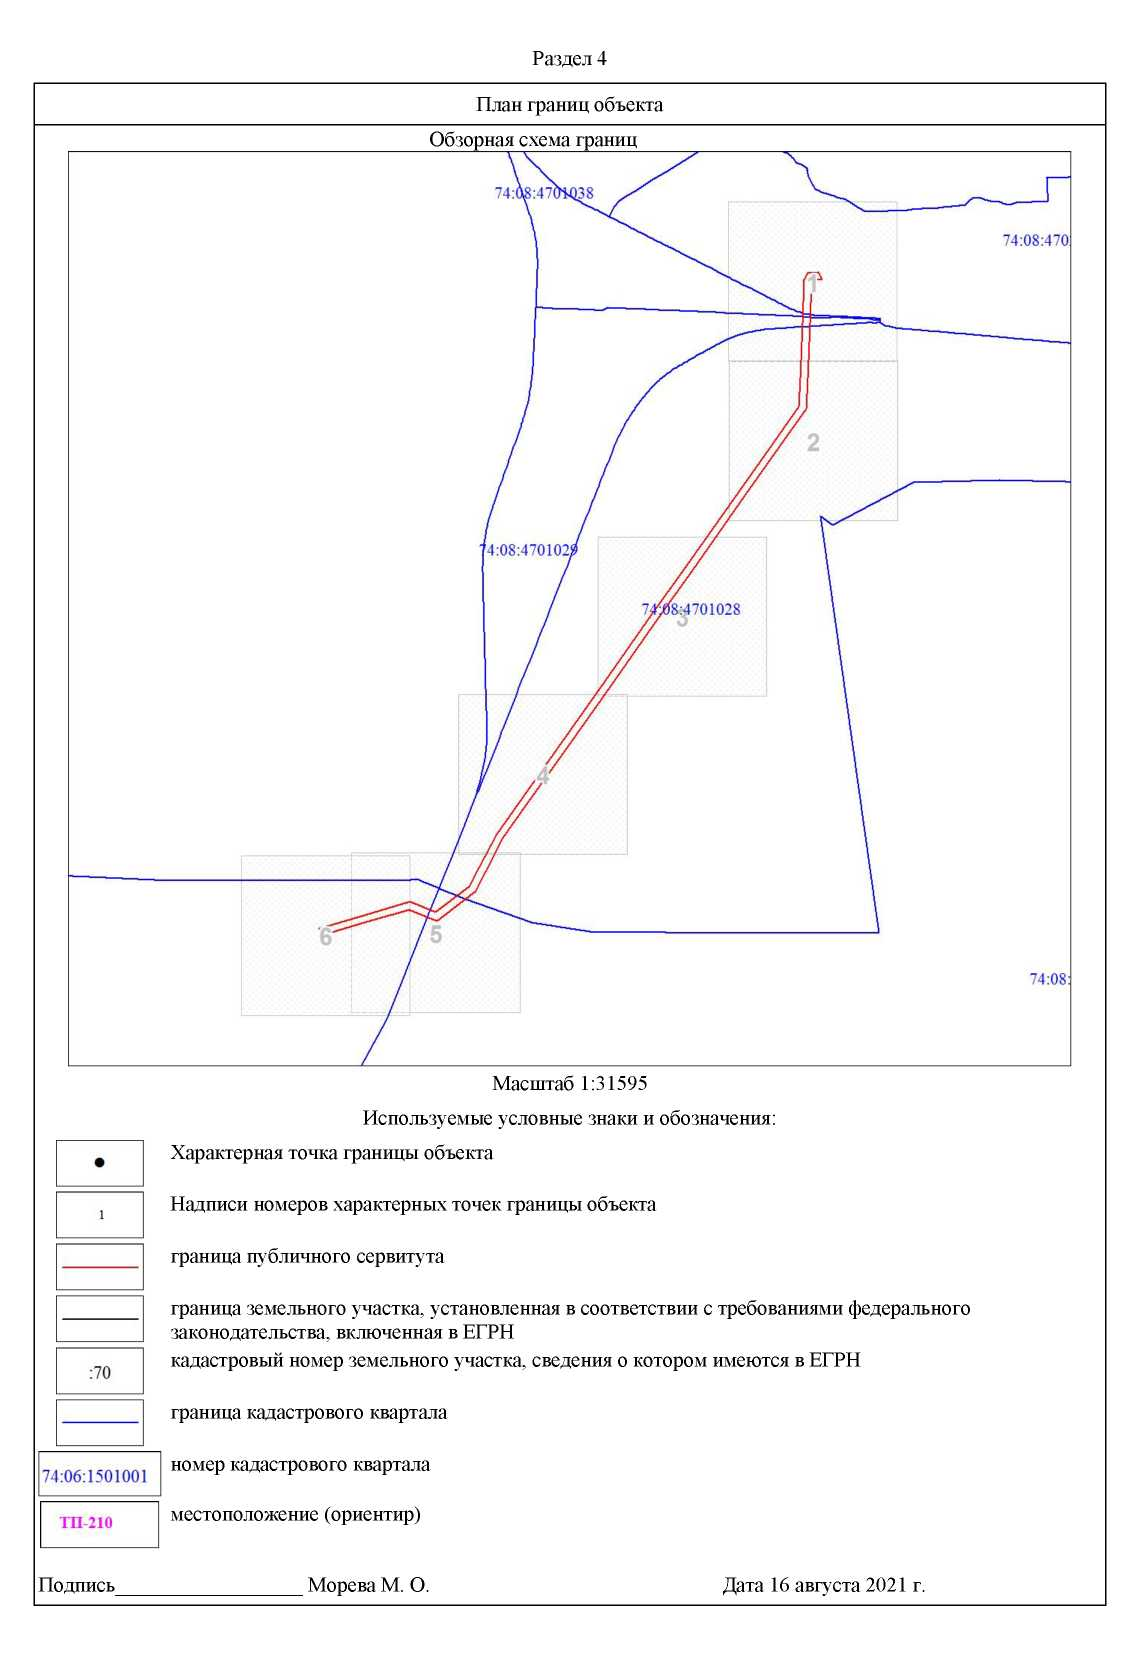 Раздел 4
План границ объекта
Обзорная схема границ
74:08:4701038
74:08:470
1
2
74:08:4701029
74:08:4701028
3
4
6
5
74:08:
Масштаб 1:31595
Используемые условные знаки и обозначения:
Характерная точка границы объекта
1
Надписи номеров характерных точек границы объекта
граница публичного сервитута
граница земельного участка, установленная в соответствии с требованиями федерального
законодательства, включенная в ЕГРН
:70
кадастровый номер земельного участка, сведения о котором имеются в ЕГРН
граница кадастрового квартала
74:06:1501001
номер кадастрового квартала
ТП-210
местоположение (ориентир)
Подпись__________________ Морева М. О. Дата 16 августа 2021 г.